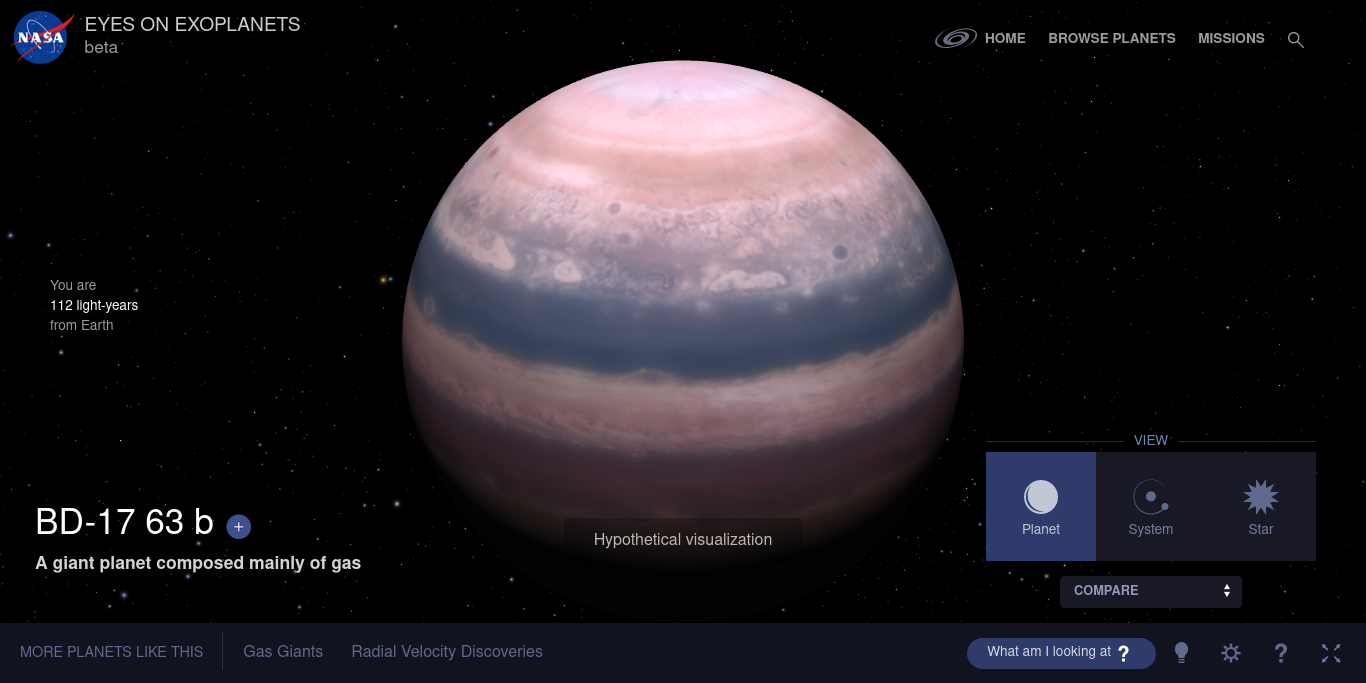 NASA
EYES ON EXOPLANETS
beta
HOME
BROWSE PLANETS
MISSIONS
You are
112 light-years
from Earth
VIEW
Planet
System
Star
BD-17 63 b +
A giant planet composed mainly of gas
Hypothetical visualization
COMPARE
MORE PLANETS LIKE THIS
Gas Giants
Radial Velocity Discoveries
What am I looking at ?
?